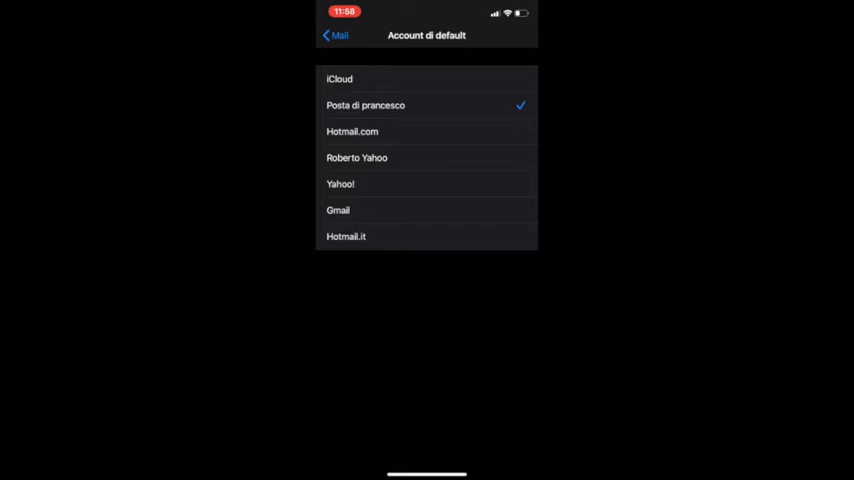 11:58
Mail
Account di default
iCloud
Posta di prancesco
Hotmail.com
Roberto Yahoo
Yahoo!
Gmail
Hotmail.it